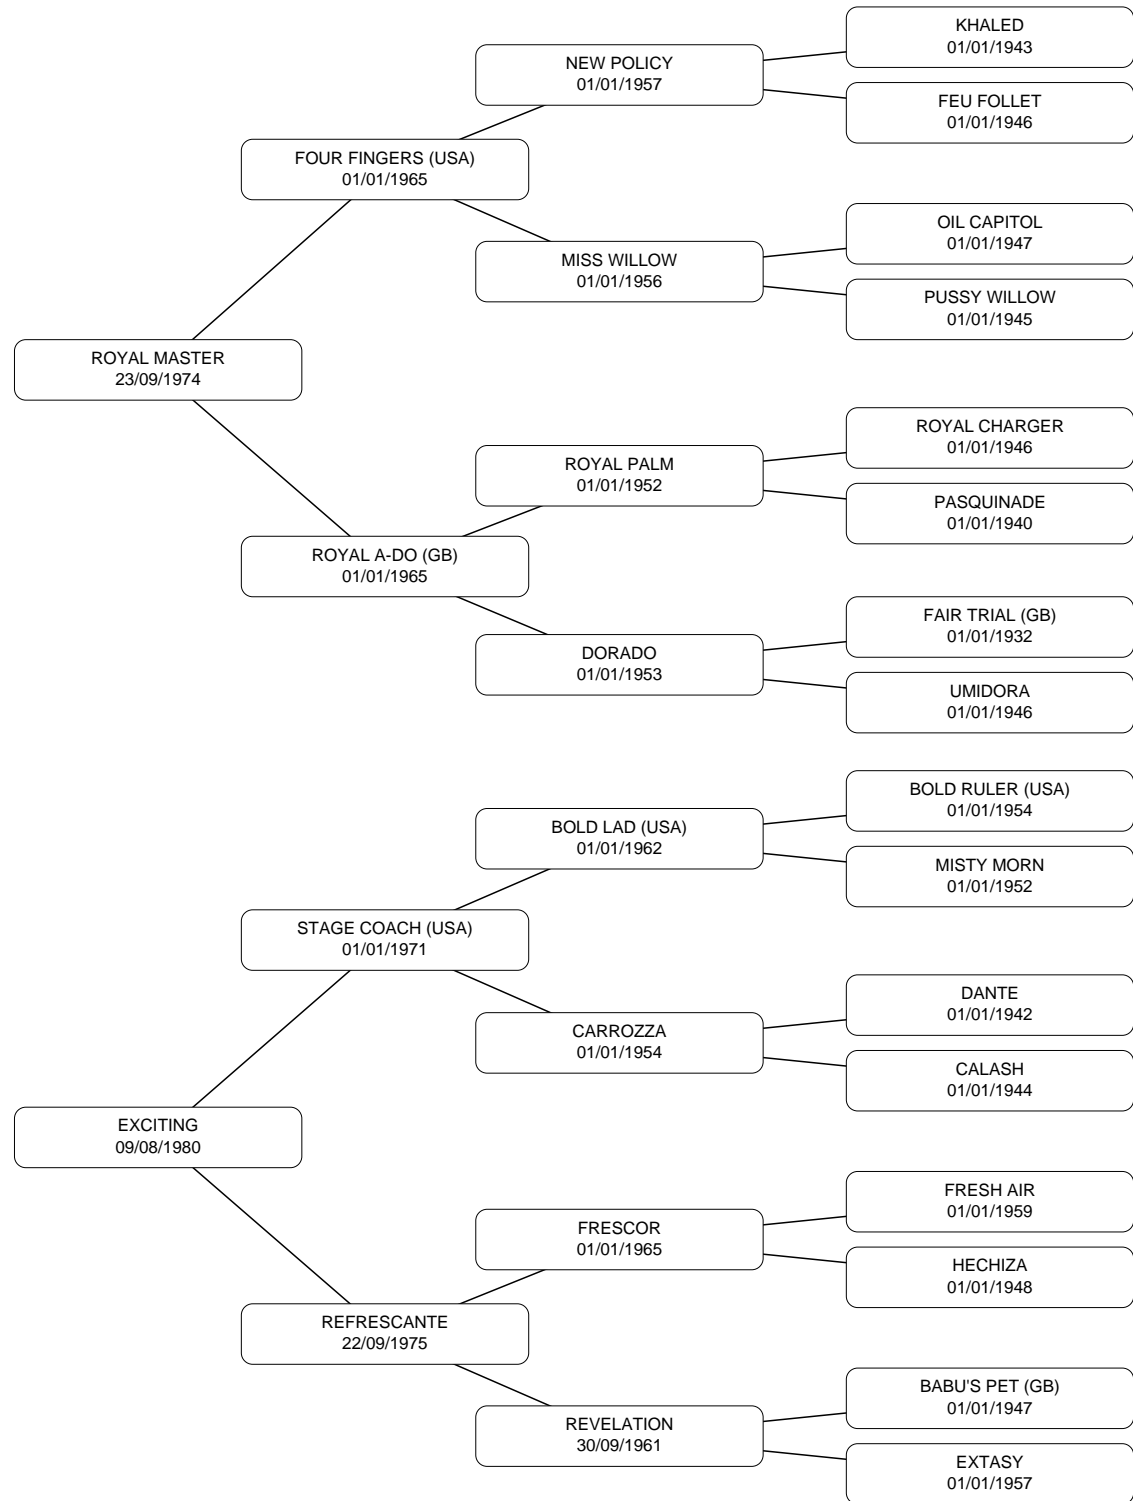 KHALED
01/01/1943
NEW POLICY
01/01/1957
FEU FOLLET
01/01/1946
FOUR FINGERS (USA)
01/01/1965
OIL CAPITOL
01/01/1947
MISS WILLOW
01/01/1956
PUSSY WILLOW
01/01/1945
ROYAL MASTER
23/09/1974
ROYAL CHARGER
01/01/1946
ROYAL PALM
01/01/1952
PASQUINADE
01/01/1940
ROYAL A-DO (GB)
01/01/1965
FAIR TRIAL (GB)
01/01/1932
DORADO
01/01/1953
UMIDORA
01/01/1946
BOLD RULER (USA)
01/01/1954
BOLD LAD (USA)
01/01/1962
MISTY MORN
01/01/1952
STAGE COACH (USA)
01/01/1971
DANTE
01/01/1942
CARROZZA
01/01/1954
CALASH
01/01/1944
EXCITING
09/08/1980
FRESH AIR
01/01/1959
FRESCOR
01/01/1965
HECHIZA
01/01/1948
REFRESCANTE
22/09/1975
BABU'S PET (GB)
01/01/1947
REVELATION
30/09/1961
EXTASY
01/01/1957